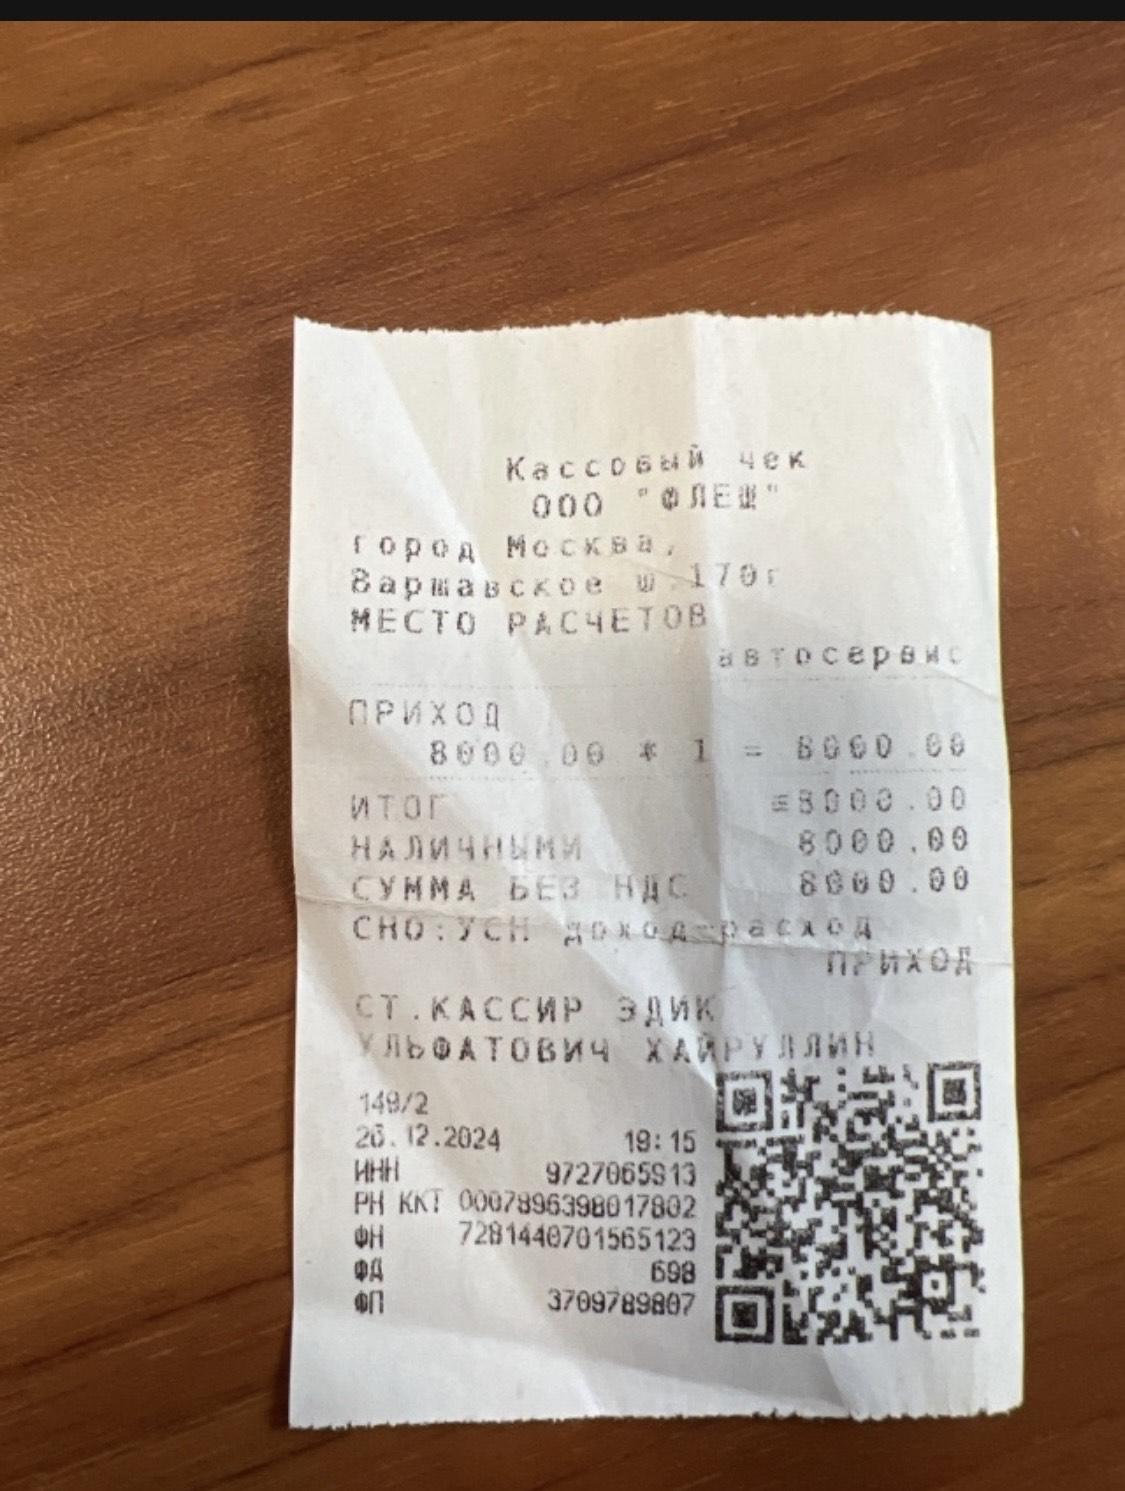 Кассовый чек
ООО "ФЛЕШ"
город Москва,
Варшавское ш.170г
МЕСТО РАСЧЕТОВ
автосервис
ПРИХОД
8000.00 * 1 = 8000.00
ИТОГ =8000.00
НАЛИЧНЫМИ 8000.00
СУММА БЕЗ НДС 8000.00
СНО:УСН доход-расход
ПРИХОД
СТ.КАССИР ЭДИК
УЛЬФАТОВИЧ ХАЙРУЛЛИН
149/2
26.12.2024 19:15
ИНН 9727065913
РН ККТ 0007896398017802
ФН 7281440701565123
ФД 698
ФП 3709789807